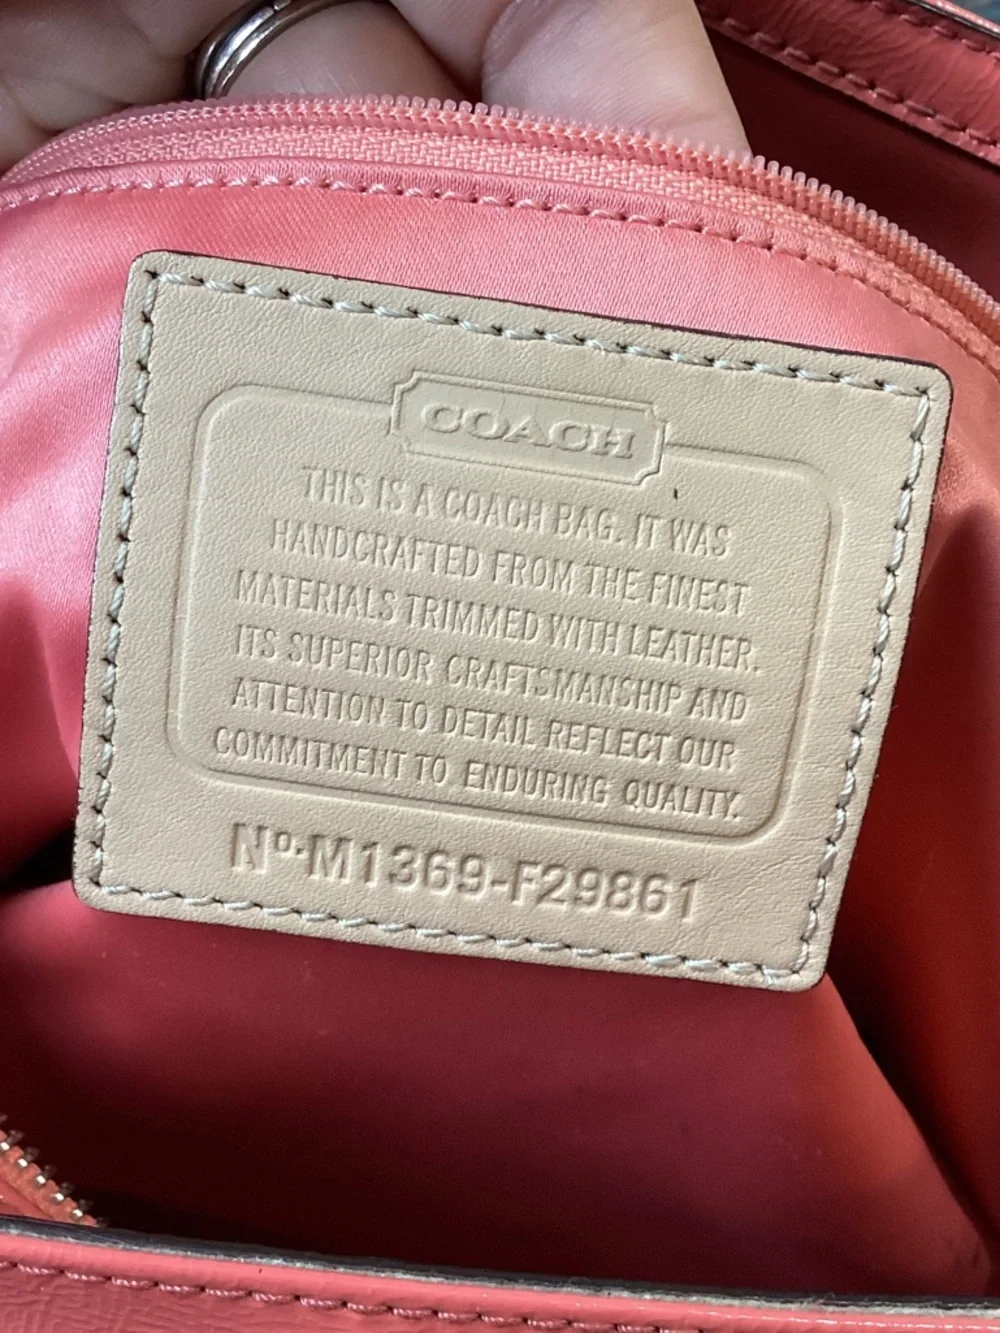 COACH
THIS IS A COACH BAG. IT WAS
HANDCRAFTED FROM THE FINEST
MATERIALS TRIMMED WITH LEATHER.
ITS SUPERIOR CRAFTSMANSHIP AND
ATTENTION TO DETAIL REFLECT OUR
COMMITMENT TO ENDURING QUALITY.
Nº·M1369-F29861